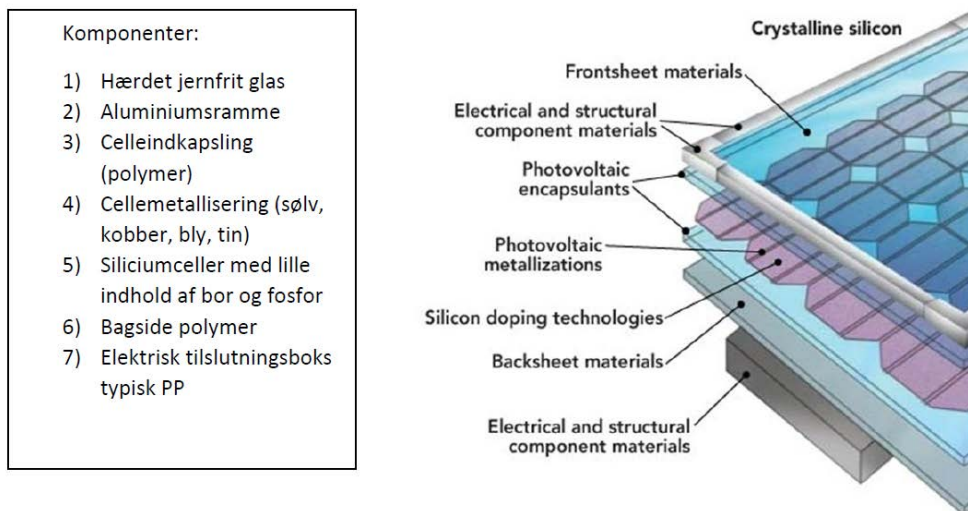 Komponenter:
1) Hærdet jernfrit glas
2) Aluminiumsramme
3) Celleindkapsling
(polymer)
4) Cellemetallisering (sølv,
kobber, bly, tin)
5) Siliciumceller med lille
indhold af bor og fosfor
6) Bagside polymer
7) Elektrisk tilslutningsboks
typisk PP
Crystalline silicon
Frontsheet materials
Electrical and structural
component materials
Photovoltaic
encapsulants
Photovoltaic
metallizations
Silicon doping technologies
Backsheet materials
Electrical and structural
component materials